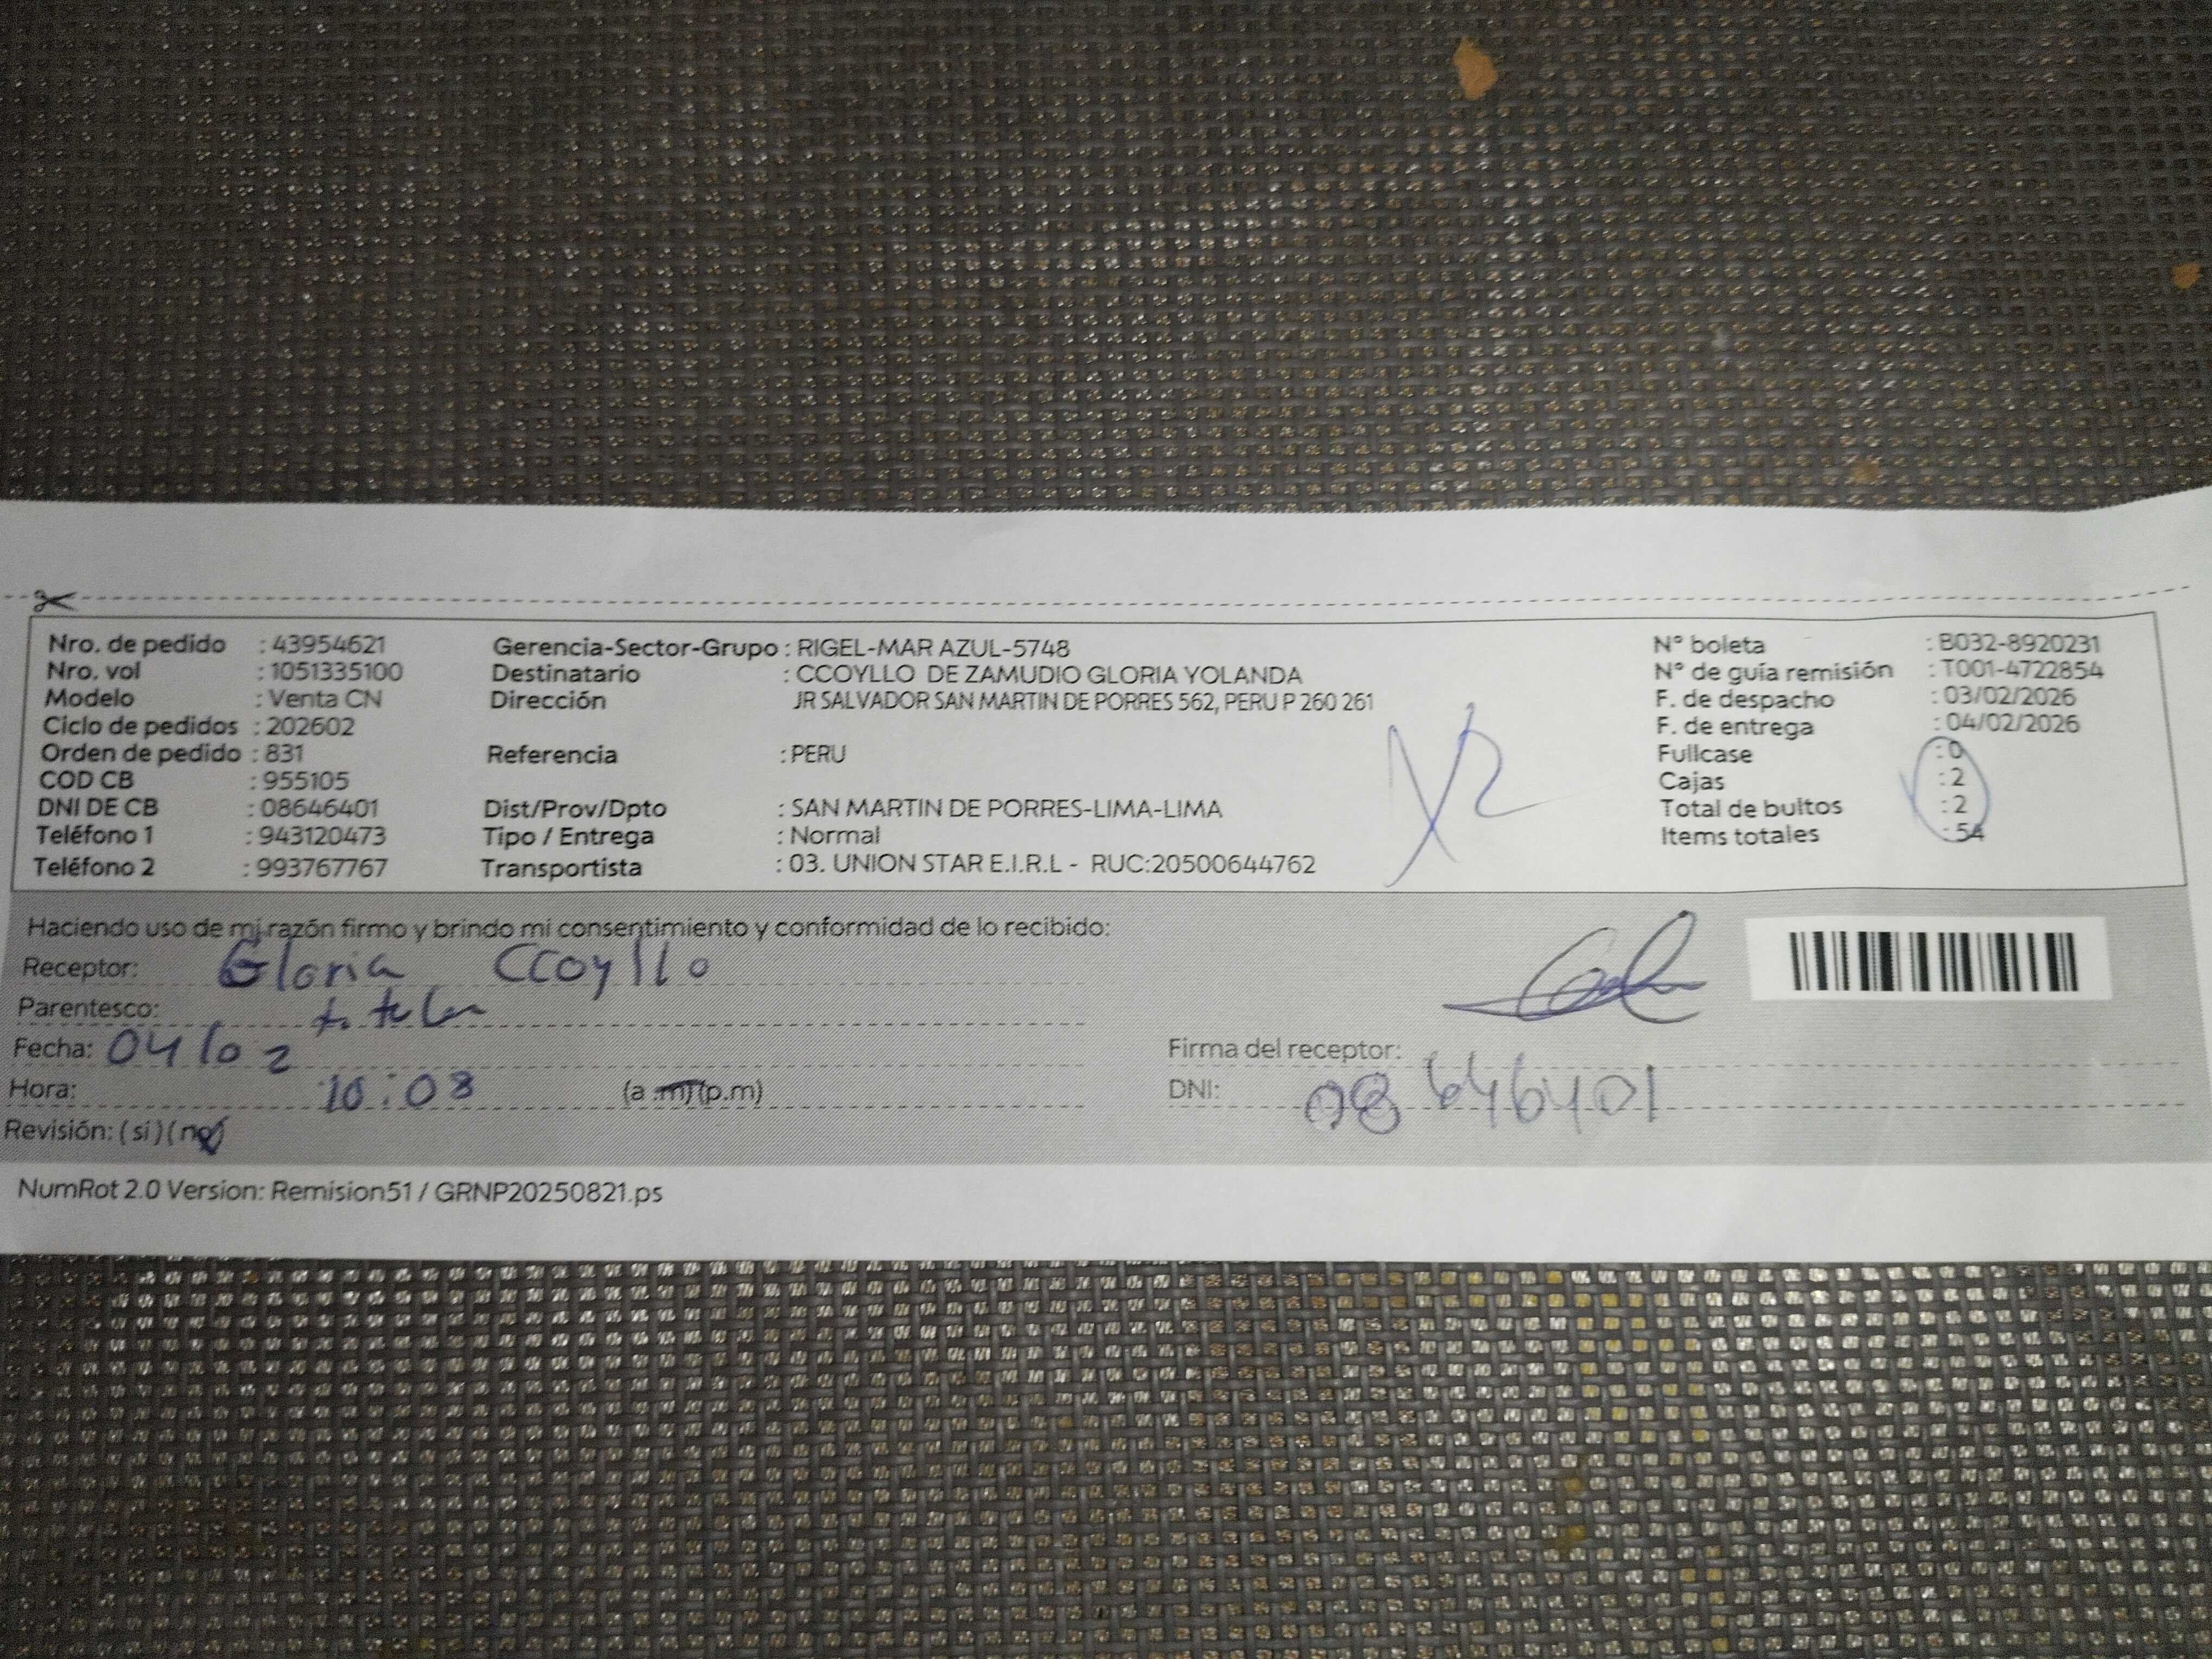 Nro. de pedido : 43954621 Gerencia-Sector-Grupo : RIGEL-MAR AZUL-5748 N° boleta : B032-8920231
Nro. vol : 1051335100 Destinatario : CCOYLLO DE ZAMUDIO GLORIA YOLANDA N° de guía remisión : T001-4722854
Modelo : Venta CN Dirección JR SALVADOR SAN MARTIN DE PORRES 562, PERU P 260 261 F. de despacho : 03/02/2026
Ciclo de pedidos : 202602 F. de entrega : 04/02/2026
Orden de pedido : 831 Referencia : PERU Fullcase : 0
COD CB : 955105 Cajas : 2
DNI DE CB : 08646401 Dist/Prov/Dpto : SAN MARTIN DE PORRES-LIMA-LIMA Total de bultos : 2
Teléfono 1 : 943120473 Tipo / Entrega : Normal Items totales : 54
Teléfono 2 : 993767767 Transportista : 03. UNION STAR E.I.R.L - RUC:20500644762
X2
Haciendo uso de mi razón firmo y brindo mi consentimiento y conformidad de lo recibido:
Receptor: Gloria Ccoyllo
Parentesco: titular
Fecha: 04/02 Firma del receptor:
Hora: 10:08 (a.m)(p.m) DNI: 08646401
Revisión: (si)(no)
NumRot 2.0 Version: Remision51 / GRNP20250821.ps